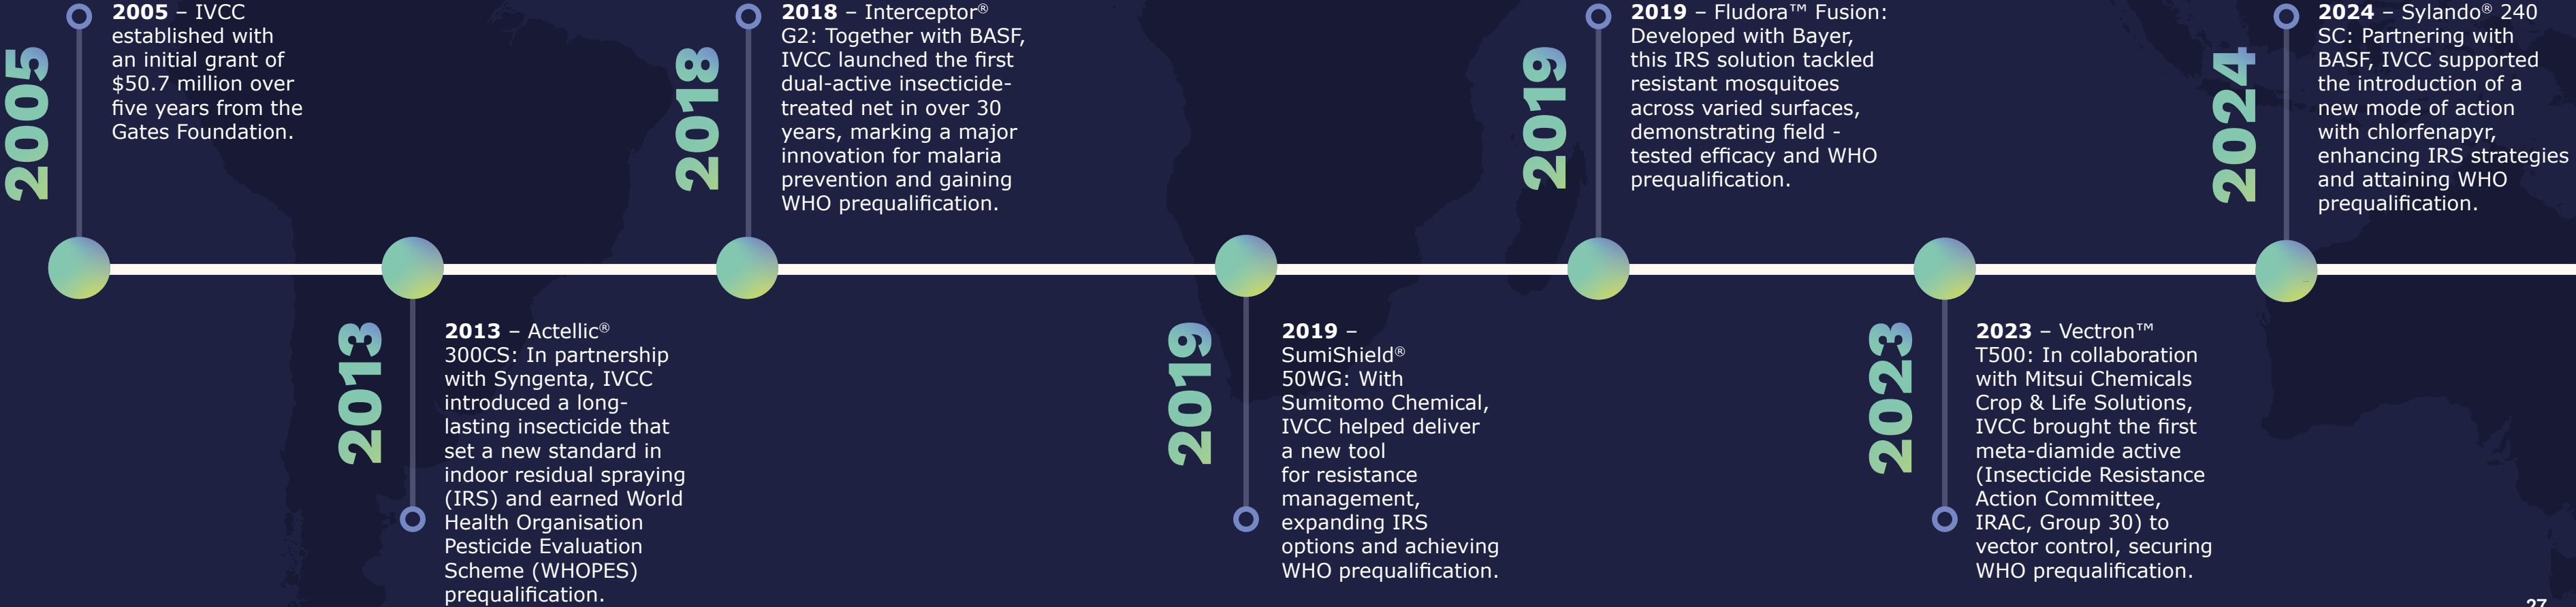 2005
2005 – IVCC
established with
an initial grant of
$50.7 million over
five years from the
Gates Foundation.
2013
2013 – Actellic®
300CS: In partnership
with Syngenta, IVCC
introduced a long-
lasting insecticide that
set a new standard in
indoor residual spraying
(IRS) and earned World
Health Organisation
Pesticide Evaluation
Scheme (WHOPES)
prequalification.
2018
2018 – Interceptor®
G2: Together with BASF,
IVCC launched the first
dual-active insecticide-
treated net in over 30
years, marking a major
innovation for malaria
prevention and gaining
WHO prequalification.
2019
2019 –
SumiShield®
50WG: With
Sumitomo Chemical,
IVCC helped deliver
a new tool
for resistance
management,
expanding IRS
options and achieving
WHO prequalification.
2019
2019 – Fludora™ Fusion:
Developed with Bayer,
this IRS solution tackled
resistant mosquitoes
across varied surfaces,
demonstrating field -
tested efficacy and WHO
prequalification.
2023
2023 – Vectron™
T500: In collaboration
with Mitsui Chemicals
Crop & Life Solutions,
IVCC brought the first
meta-diamide active
(Insecticide Resistance
Action Committee,
IRAC, Group 30) to
vector control, securing
WHO prequalification.
2024
2024 – Sylando® 240
SC: Partnering with
BASF, IVCC supported
the introduction of a
new mode of action
with chlorfenapyr,
enhancing IRS strategies
and attaining WHO
prequalification.
27